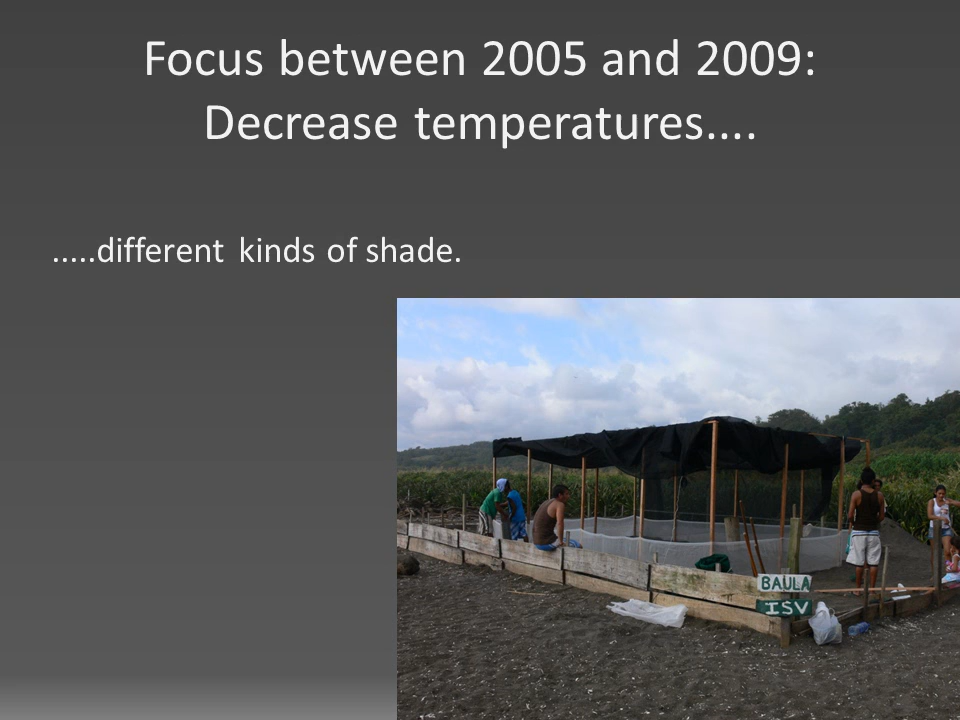 Focus between 2005 and 2009:
Decrease temperatures....
.....different kinds of shade.
BAULA
ISV